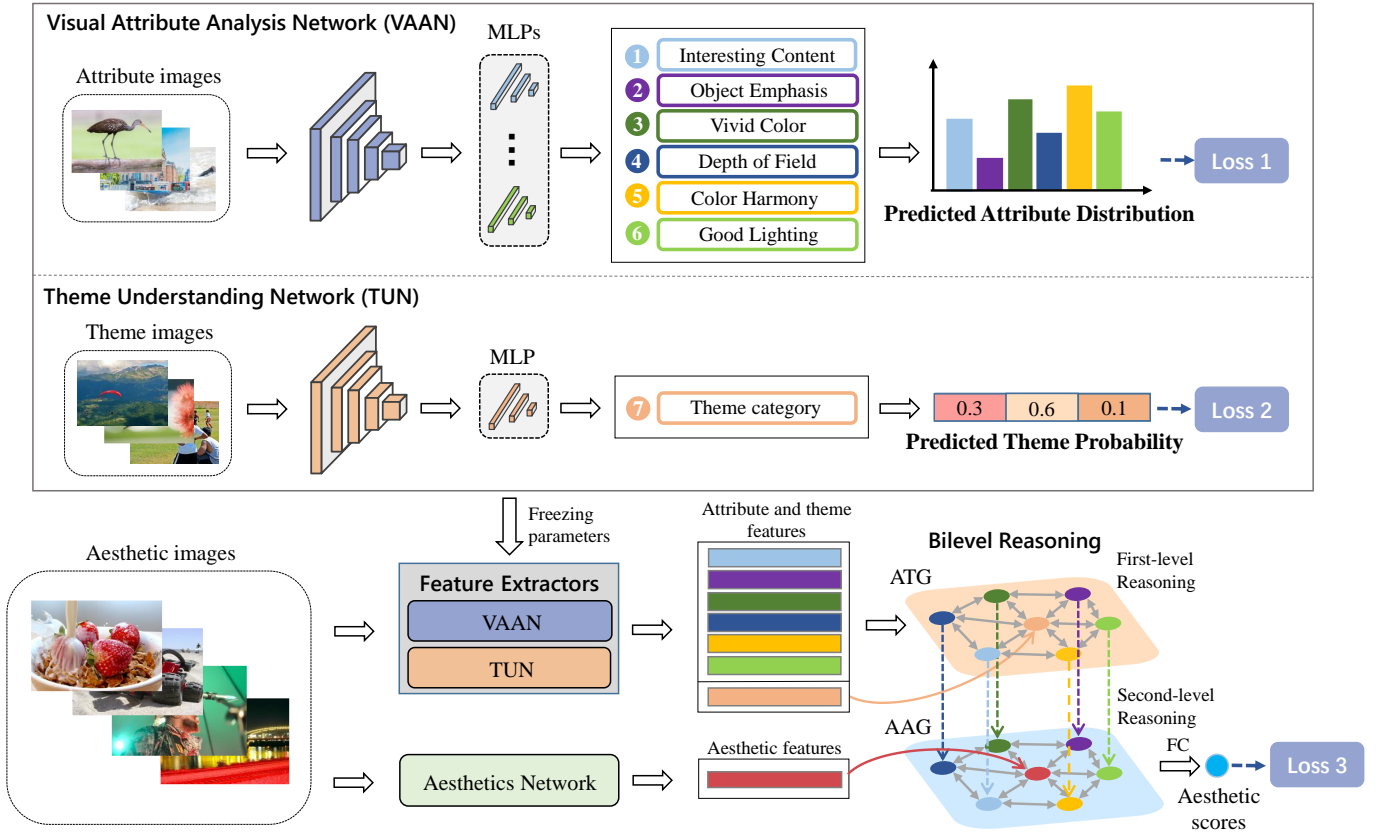 Visual Attribute Analysis Network (VAAN)
Attribute images
MLPs
1 Interesting Content
2 Object Emphasis
3 Vivid Color
4 Depth of Field
5 Color Harmony
6 Good Lighting
Predicted Attribute Distribution
Loss 1
Theme Understanding Network (TUN)
Theme images
MLP
7 Theme category
0.3 0.6 0.1
Predicted Theme Probability
Loss 2
Freezing
parameters
Aesthetic images
Feature Extractors
VAAN
TUN
Aesthetics Network
Attribute and theme
features
Aesthetic features
Bilevel Reasoning
ATG
First-level
Reasoning
Second-level
Reasoning
AAG
FC
Aesthetic
scores
Loss 3